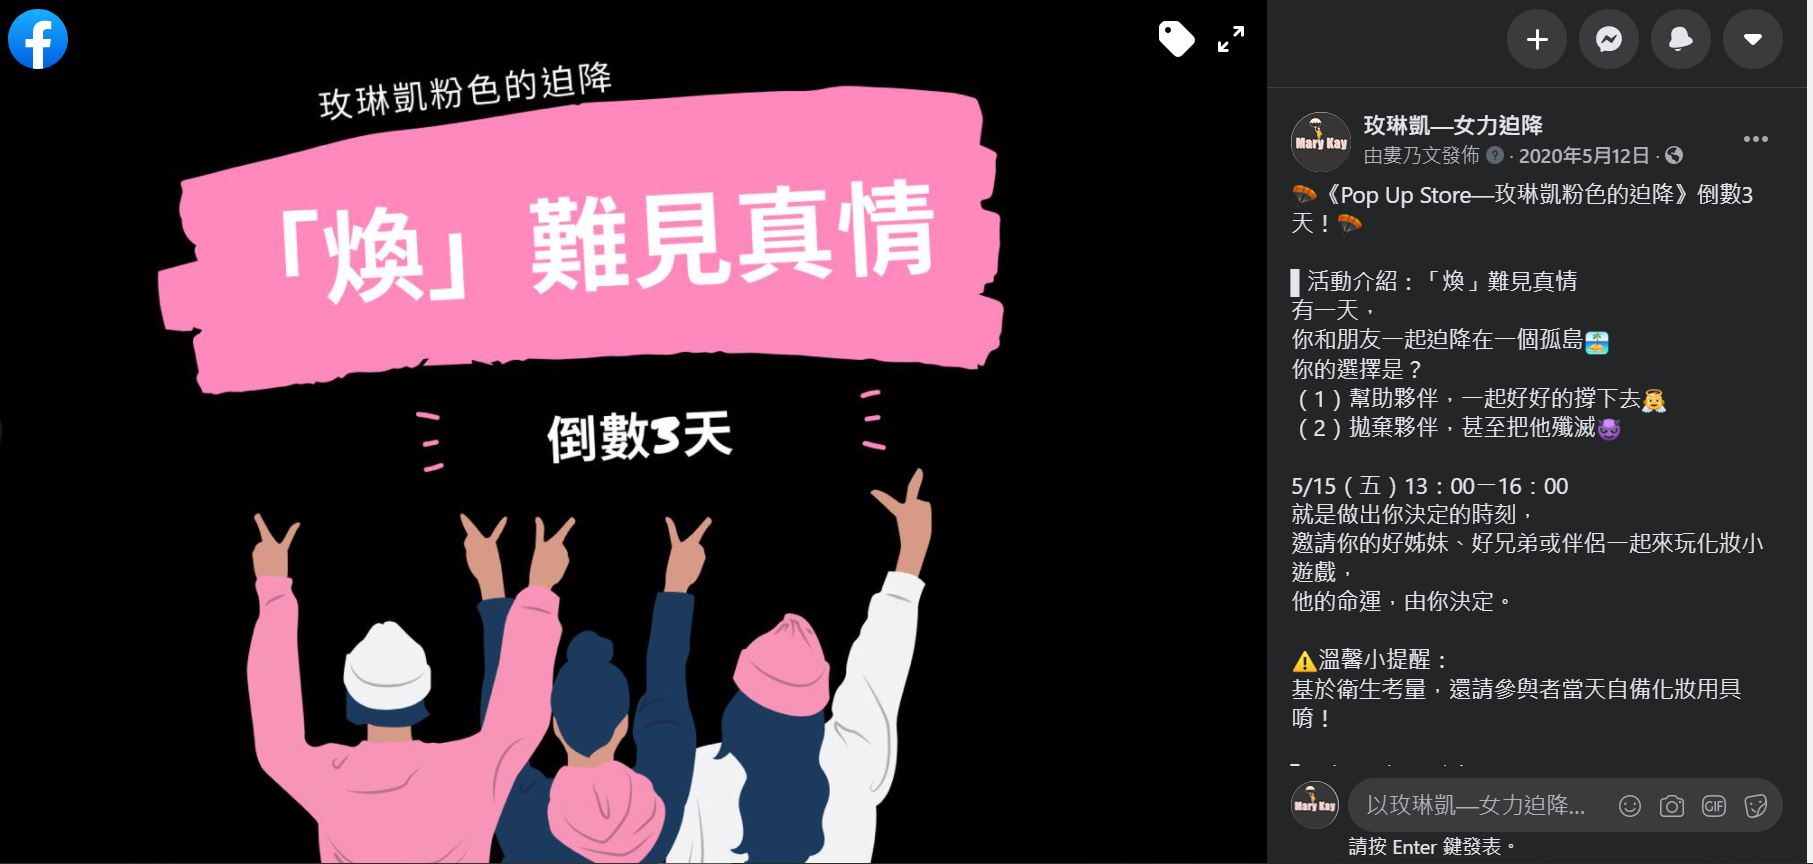 玫琳凱粉色的迫降
「煥」難見真情
倒數3天
玫琳凱—女力迫降
由婁乃文發佈 · 2020年5月12日 ·
《Pop Up Store—玫琳凱粉色的迫降》倒數3
天！
▌活動介紹：「煥」難見真情
有一天，
你和朋友一起迫降在一個孤島
你的選擇是？
（1）幫助夥伴，一起好好的撐下去
（2）拋棄夥伴，甚至把他殲滅
5/15（五）13：00－16：00
就是做出你決定的時刻，
邀請你的好姊妹、好兄弟或伴侶一起來玩化妝小
遊戲，
他的命運，由你決定。
溫馨小提醒：
基於衛生考量，還請參與者當天自備化妝用具
唷！
以玫琳凱—女力迫降...
GIF
請按 Enter 鍵發表。
Mary Kay
Mary Kay